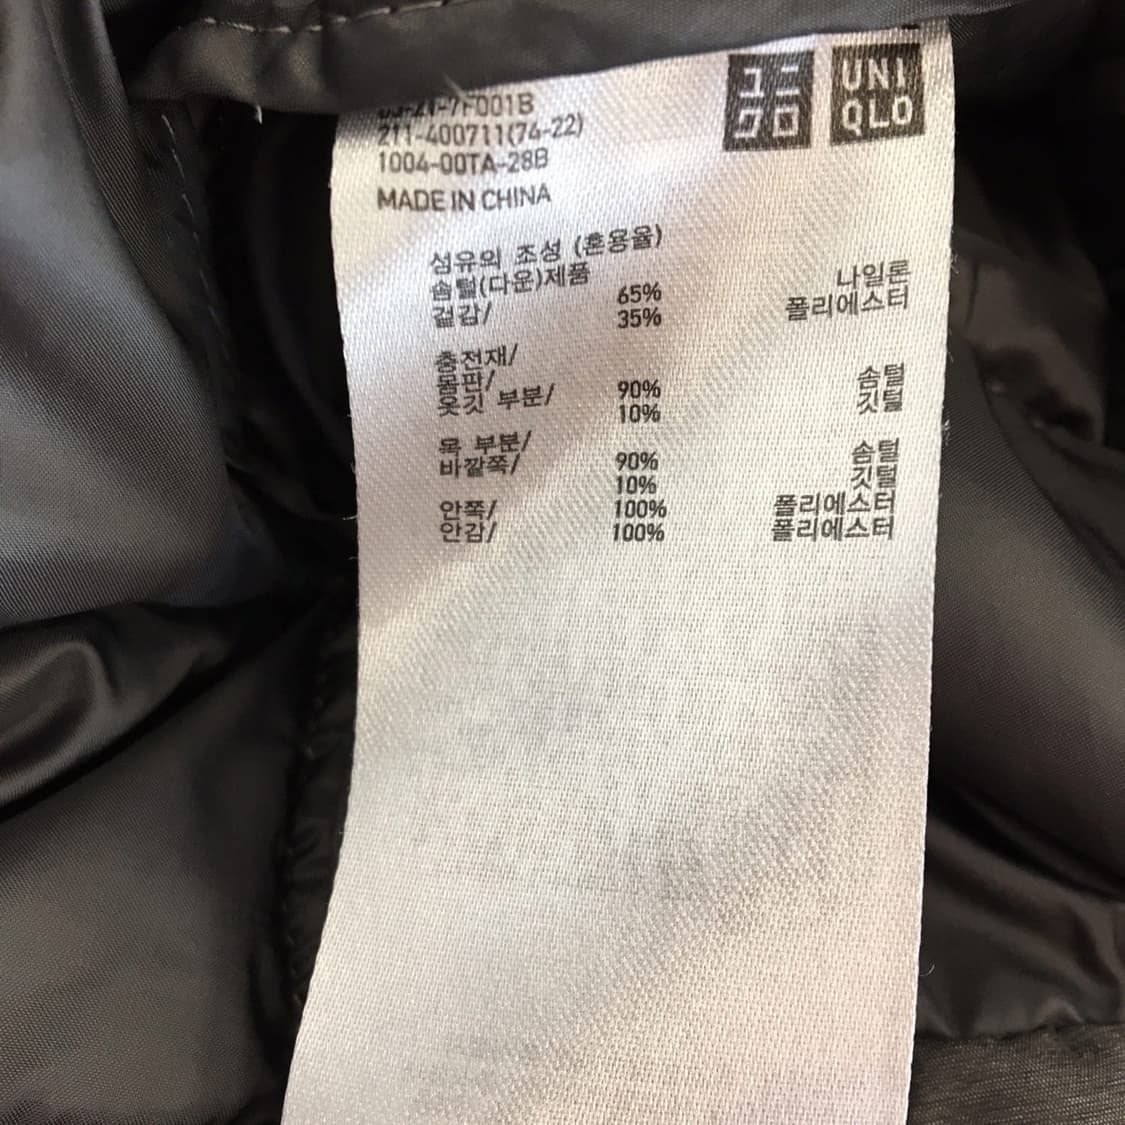 ユニ
クロ
UNI
QLO
211-400711(74-22)
1004-00TA-28B
MADE IN CHINA
섬유의 조성 (혼용율)
솜털(다운)제품
겉감/ 65% 나일론
35% 폴리에스터
충전재/
몸판/
옷깃 부분/ 90% 솜털
10% 깃털
목 부분/
바깥쪽/ 90% 솜털
10% 깃털
안쪽/ 100% 폴리에스터
안감/ 100% 폴리에스터